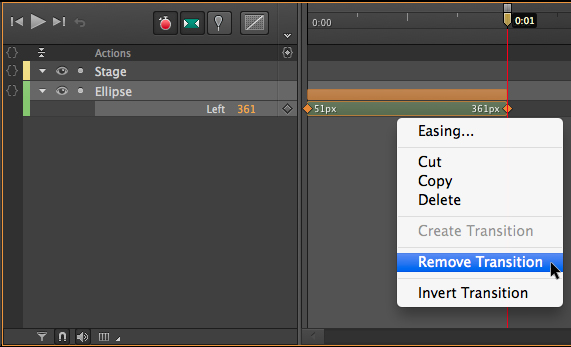 0:00
0:01
Actions
Stage
Ellipse
Left 361
51px 361px
Easing...
Cut
Copy
Delete
Create Transition
Remove Transition
Invert Transition